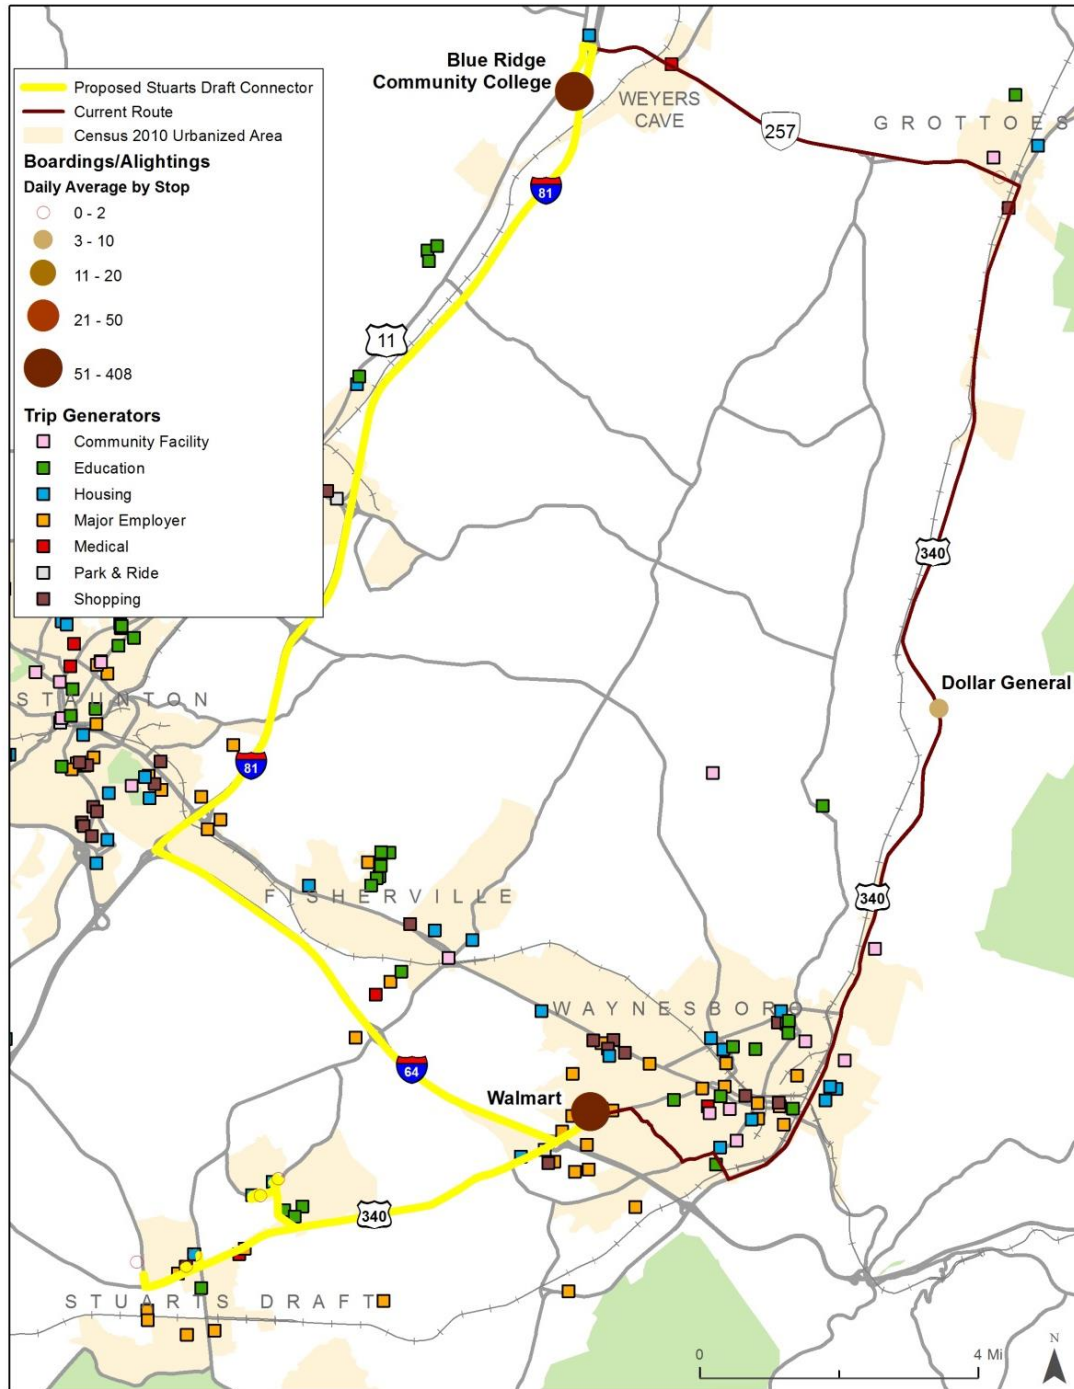 Blue Ridge
Community College
WEYERS
CAVE
GROTTOES
257
81
11
Proposed Stuarts Draft Connector
Current Route
Census 2010 Urbanized Area
Boardings/Alightings
Daily Average by Stop
0 - 2
3 - 10
11 - 20
21 - 50
51 - 408
Trip Generators
Community Facility
Education
Housing
Major Employer
Medical
Park & Ride
Shopping
340
Dollar General
STAUNTON
81
FISHERVILLE
340
WAYNESBORO
64
Walmart
340
STUARTS DRAFT
0
4 Mi
N